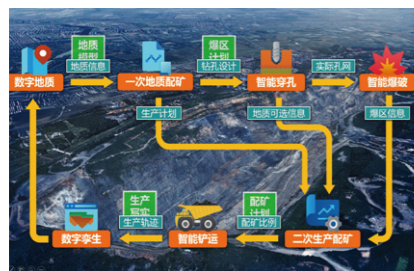 地质
模型
地质信息
爆区
计划
钻孔设计
实际孔网
数字地质
一次地质配矿
智能穿孔
智能爆破
生产计划
地质可选信息
爆区信息
生产
写实
生产轨迹
配矿
计划
配矿比例
数字孪生
智能铲运
二次生产配矿